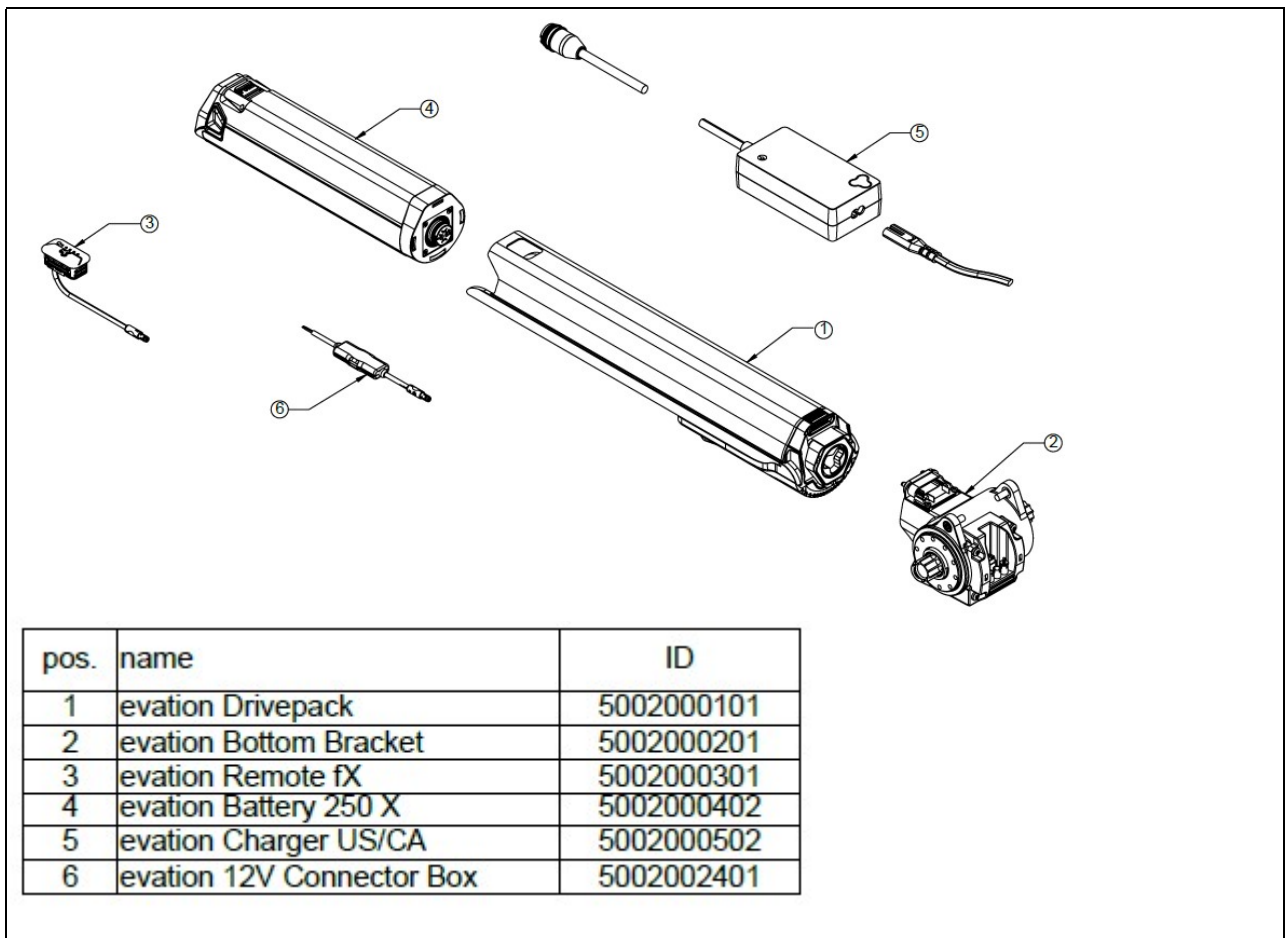 4
5
3
1
6
2
pos. name ID
1 evation Drivepack 5002000101
2 evation Bottom Bracket 5002000201
3 evation Remote fX 5002000301
4 evation Battery 250 X 5002000402
5 evation Charger US/CA 5002000502
6 evation 12V Connector Box 5002002401